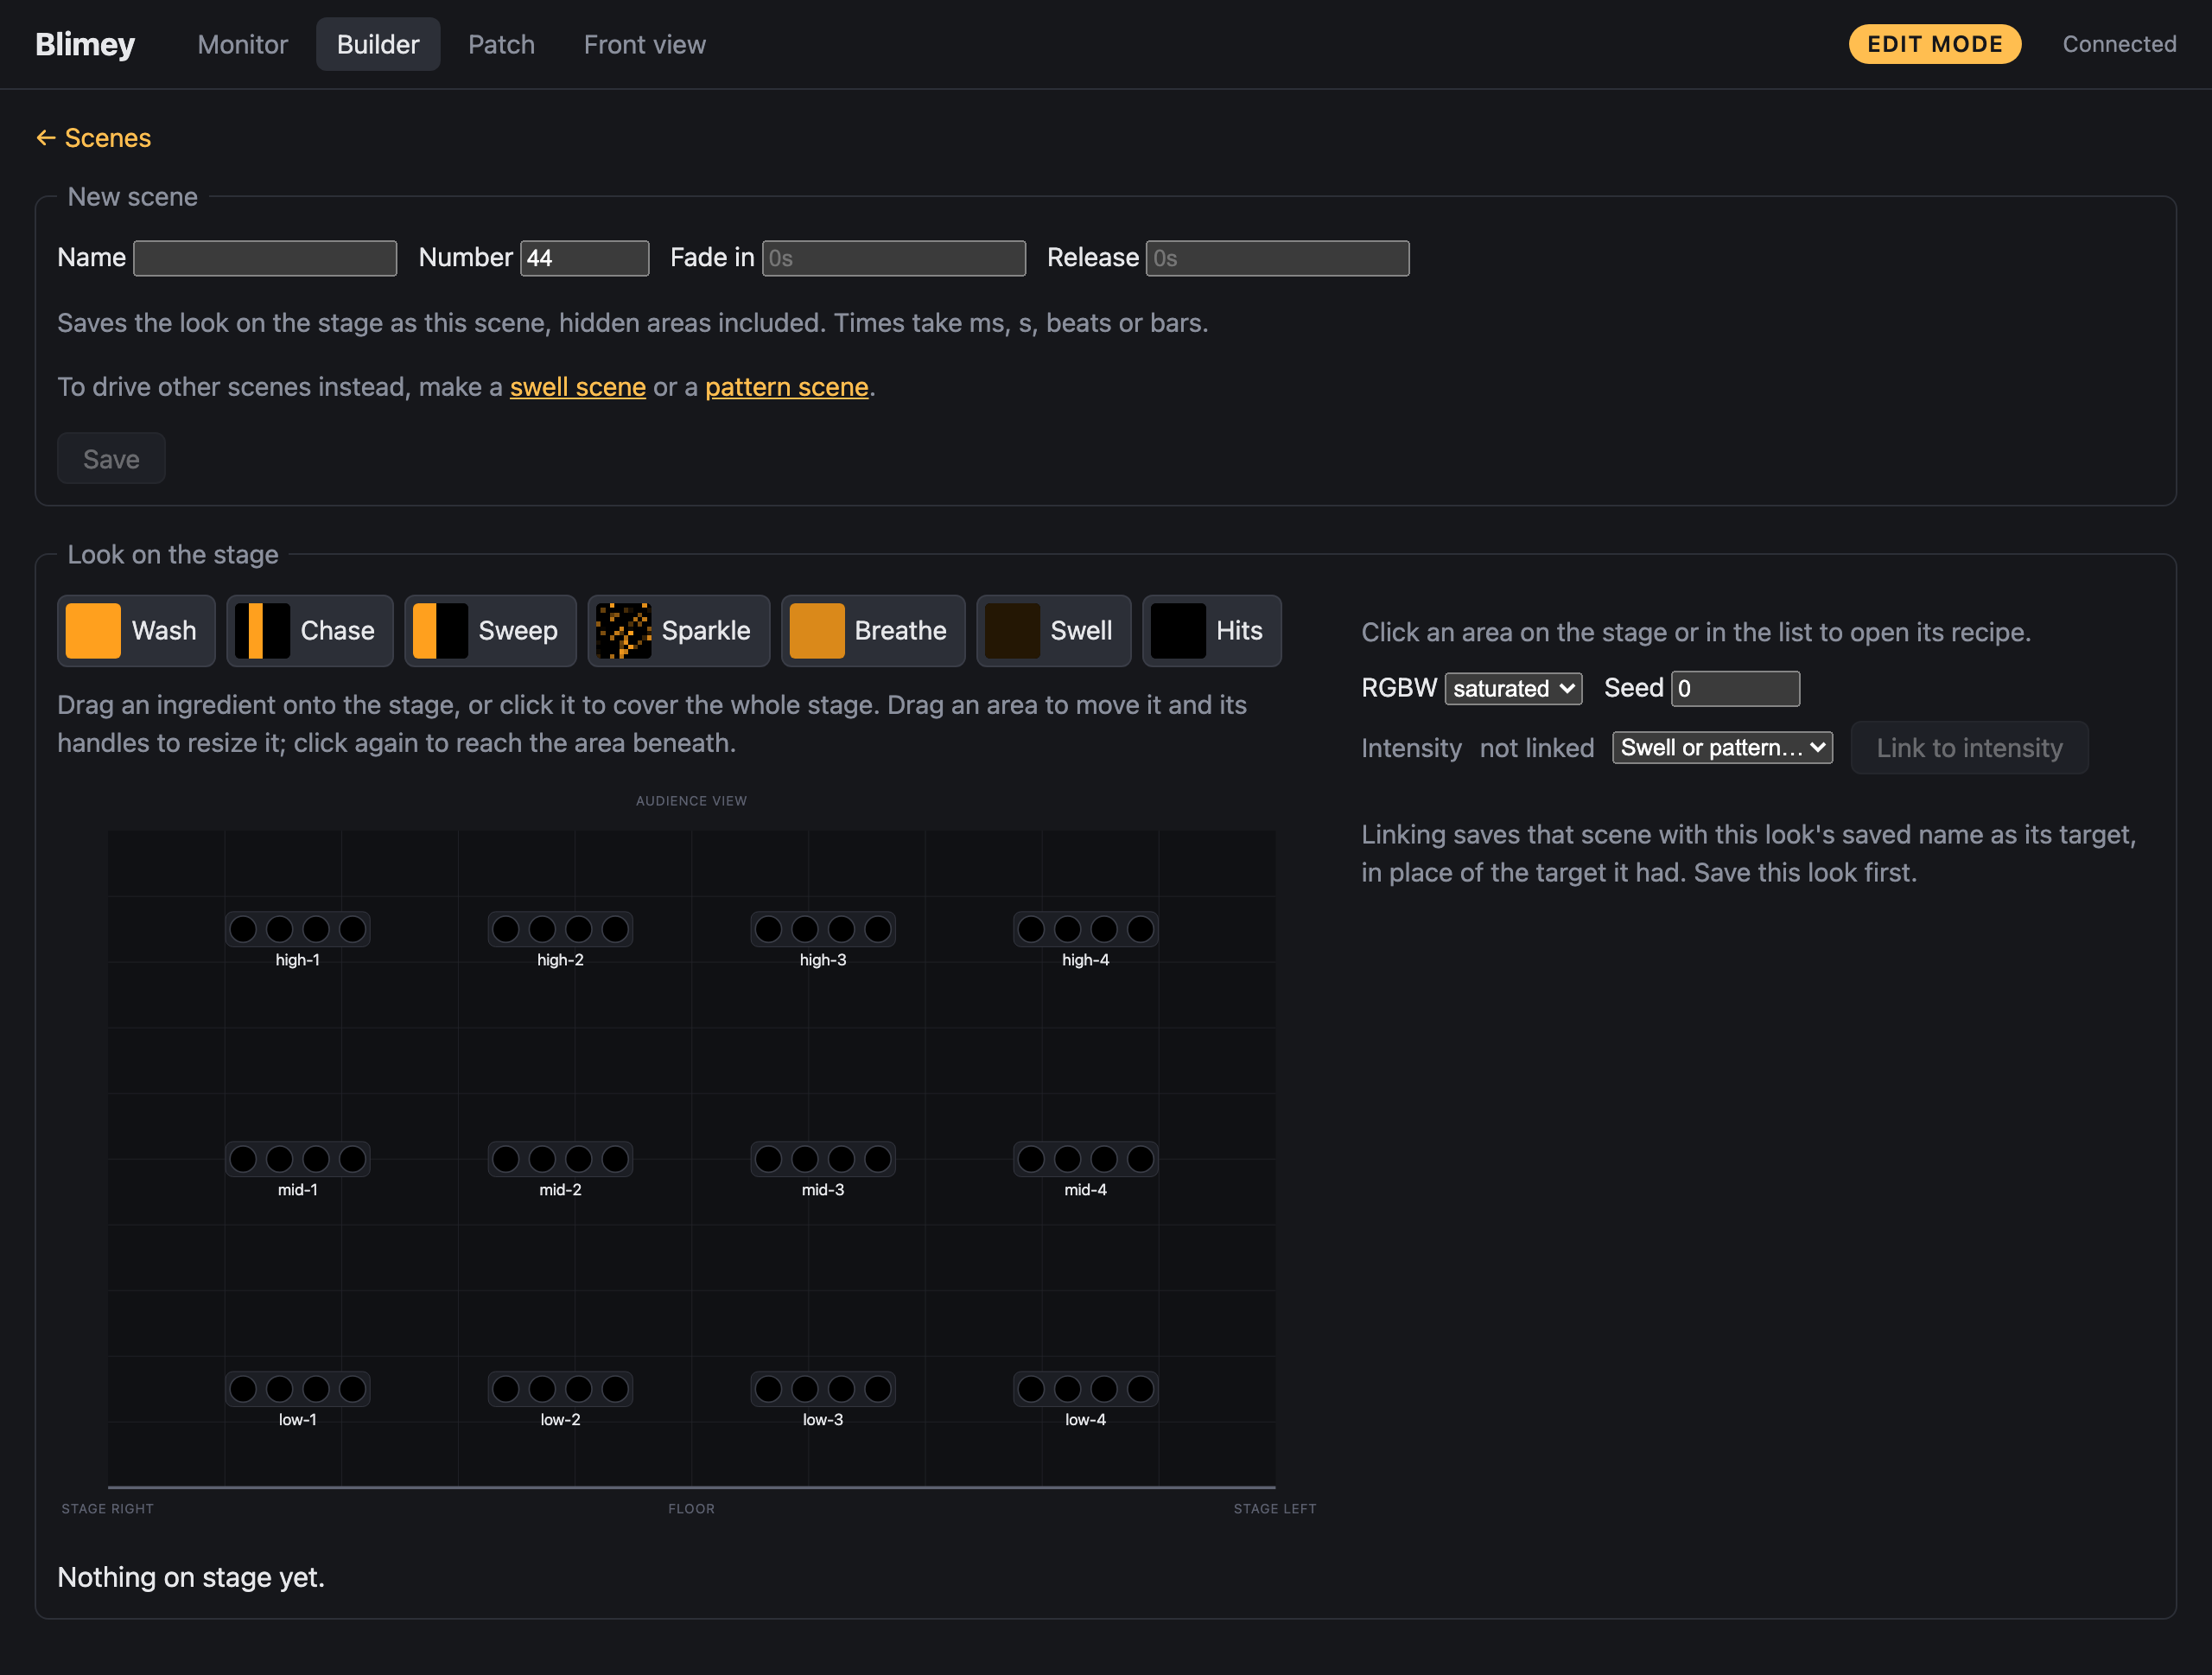 Blimey Monitor Builder Patch Front view EDIT MODE Connected
← Scenes
New scene
Name Number 44 Fade in 0s Release 0s
Saves the look on the stage as this scene, hidden areas included. Times take ms, s, beats or bars.
To drive other scenes instead, make a swell scene or a pattern scene.
Save
Look on the stage
Wash Chase Sweep Sparkle Breathe Swell Hits
Drag an ingredient onto the stage, or click it to cover the whole stage. Drag an area to move it and its
handles to resize it; click again to reach the area beneath.
AUDIENCE VIEW
high-1 high-2 high-3 high-4
mid-1 mid-2 mid-3 mid-4
low-1 low-2 low-3 low-4
STAGE RIGHT FLOOR STAGE LEFT
Nothing on stage yet.
Click an area on the stage or in the list to open its recipe.
RGBW saturated Seed 0
Intensity not linked Swell or pattern... Link to intensity
Linking saves that scene with this look's saved name as its target,
in place of the target it had. Save this look first.